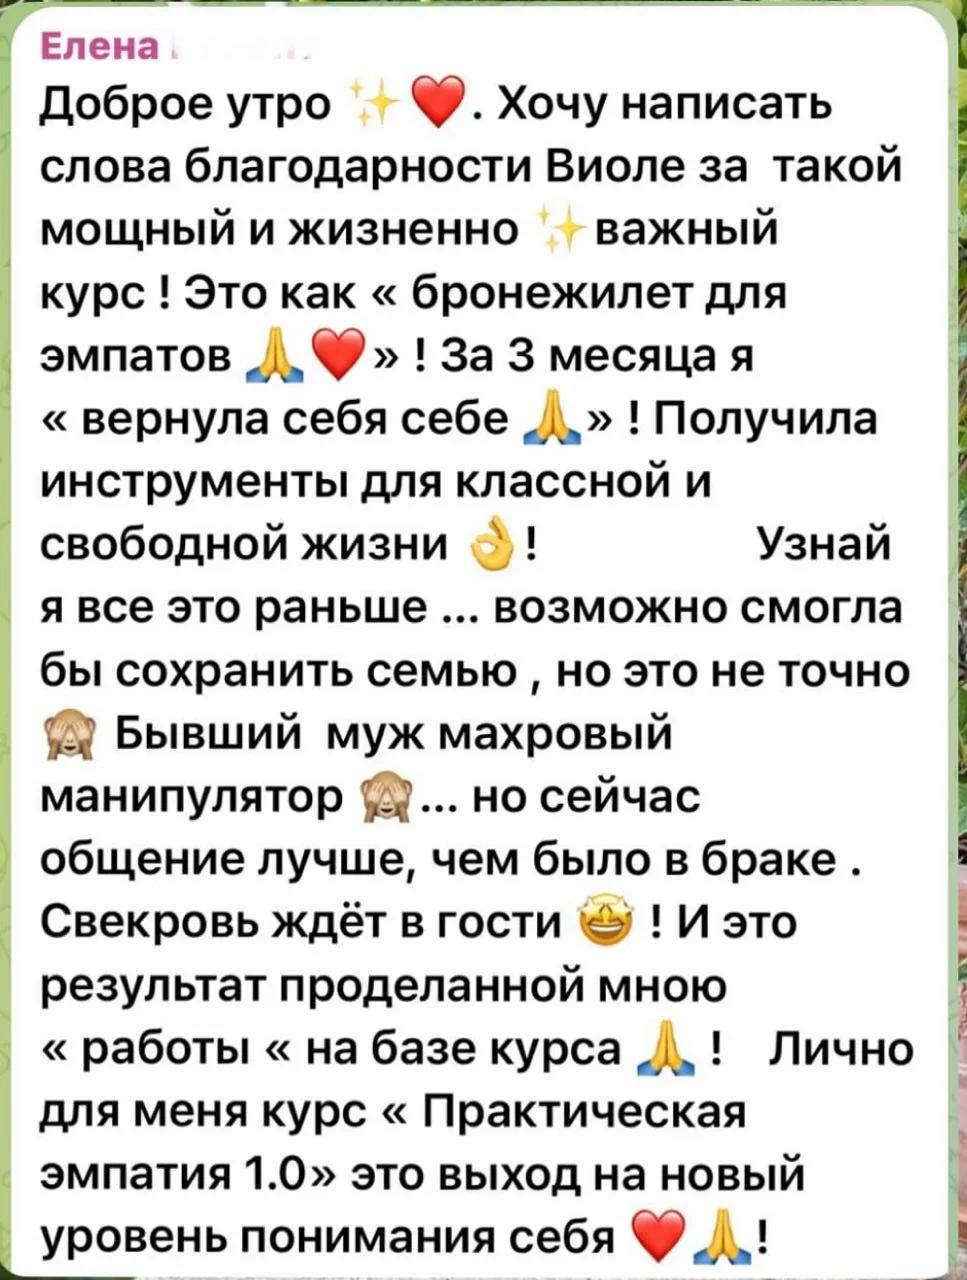 Елена
Доброе утро ✨❤️. Хочу написать
слова благодарности Виоле за такой
мощный и жизненно ✨важный
курс ! Это как « бронежилет для
эмпатов 🙏❤️» ! За 3 месяца я
« вернула себя себе 🙏» ! Получила
инструменты для классной и
свободной жизни 👌! Узнай
я все это раньше ... возможно смогла
бы сохранить семью , но это не точно
🙈 Бывший муж махровый
манипулятор 🙈... но сейчас
общение лучше, чем было в браке .
Свекровь ждёт в гости 🤩 ! И это
результат проделанной мною
« работы « на базе курса 🙏 ! Лично
для меня курс « Практическая
эмпатия 1.0» это выход на новый
уровень понимания себя ❤️🙏!